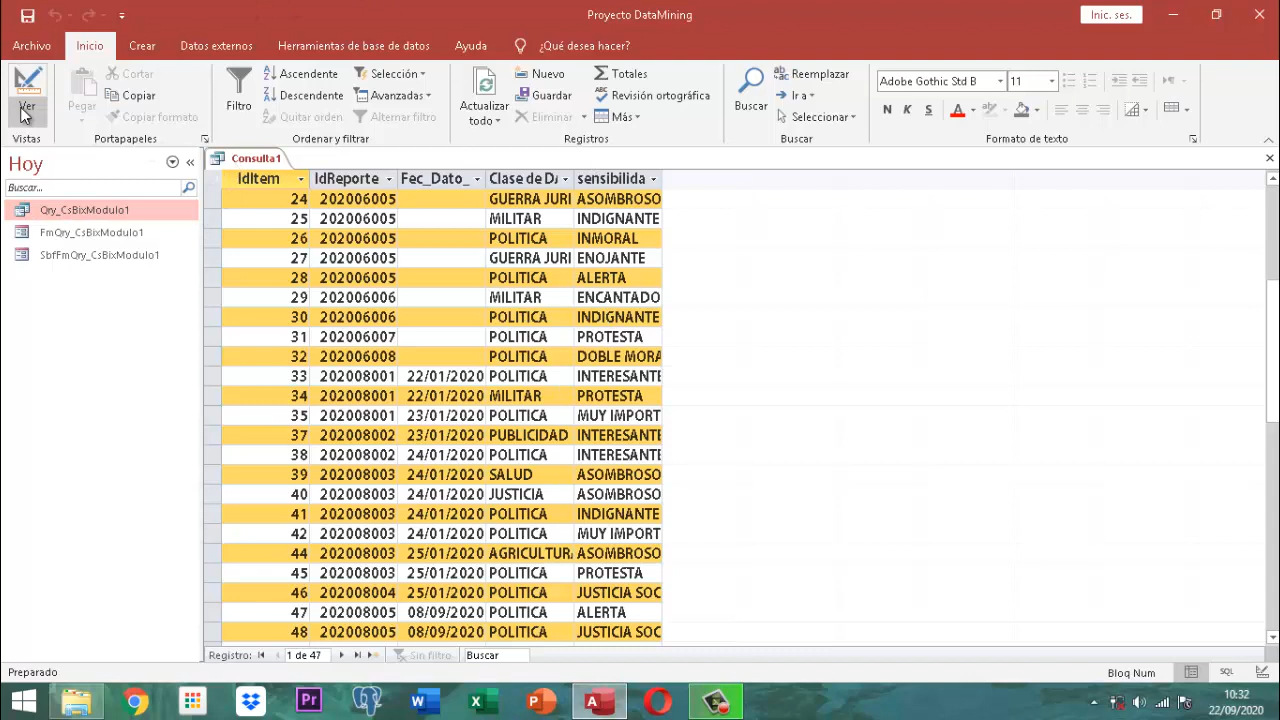 Proyecto DataMining
Inic. ses.
Archivo Inicio Crear Datos externos Herramientas de base de datos Ayuda ¿Qué desea hacer?
Ver
Vistas
Pegar
Cortar
Copiar
Copiar formato
Portapapeles
Filtro
Ascendente
Descendente
Quitar orden
Selección
Avanzadas
Alternar filtro
Ordenar y filtrar
Actualizar todo
Nuevo
Guardar
Eliminar
Totales
Revisión ortográfica
Más
Registros
Buscar
Reemplazar
Ir a
Seleccionar
Buscar
Adobe Gothic Std B 11
N K S A
Formato de texto
Hoy
Buscar...
Qry_CsBixModulo1
FmQry_CsBixModulo1
SbfFmQry_CsBixModulo1
Consulta1
IdItem IdReporte Fec_Dato_ Clase de Da sensibilida
24 202006005 GUERRA JURI ASOMBROSO
25 202006005 MILITAR INDIGNANTE
26 202006005 POLITICA INMORAL
27 202006005 GUERRA JURI ENOJANTE
28 202006005 POLITICA ALERTA
29 202006006 MILITAR ENCANTADO
30 202006006 POLITICA INDIGNANTE
31 202006007 POLITICA PROTESTA
32 202006008 POLITICA DOBLE MORA
33 202008001 22/01/2020 POLITICA INTERESANTE
34 202008001 22/01/2020 MILITAR PROTESTA
35 202008001 23/01/2020 POLITICA MUY IMPORT
37 202008002 23/01/2020 PUBLICIDAD INTERESANTE
38 202008002 24/01/2020 POLITICA INTERESANTE
39 202008003 24/01/2020 SALUD ASOMBROSO
40 202008003 24/01/2020 JUSTICIA ASOMBROSO
41 202008003 24/01/2020 POLITICA INDIGNANTE
42 202008003 24/01/2020 POLITICA MUY IMPORT
44 202008003 25/01/2020 AGRICULTURA ASOMBROSO
45 202008003 25/01/2020 POLITICA PROTESTA
46 202008004 25/01/2020 POLITICA JUSTICIA SOC
47 202008005 08/09/2020 POLITICA ALERTA
48 202008005 08/09/2020 POLITICA JUSTICIA SOC
Registro: 1 de 47 Sin filtro Buscar
Preparado
Bloq Num
SQL
10:32
22/09/2020